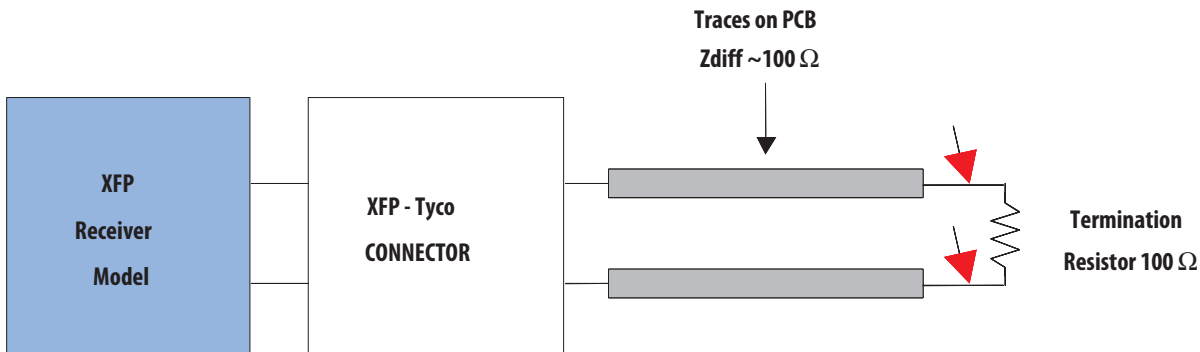 Traces on PCB
Zdiff ~100 Ω
XFP
Receiver
Model
XFP - Tyco
CONNECTOR
Termination
Resistor 100 Ω